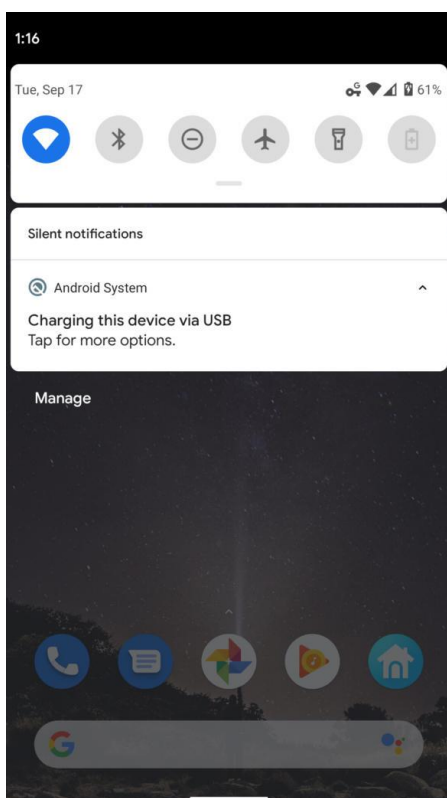 1:16
Tue, Sep 17
G
61%
Silent notifications
Android System
Charging this device via USB
Tap for more options.
Manage
G